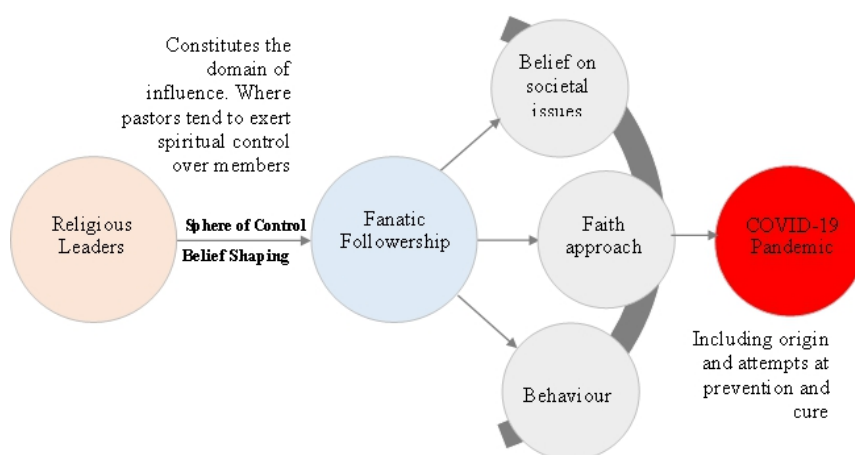 Constitutes the
domain of
influence. Where
pastors tend to exert
spiritual control
over members
Religious
Leaders
Sphere of Control
Belief Shaping
Fanatic
Followership
Belief on
societal
issues
Faith
approach
Behaviour
COVID-19
Pandemic
Including origin
and attempts at
prevention and
cure